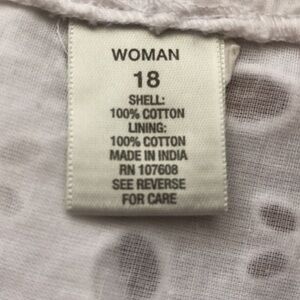 WOMAN
18
SHELL:
100% COTTON
LINING:
100% COTTON
MADE IN INDIA
RN 107608
SEE REVERSE
FOR CARE